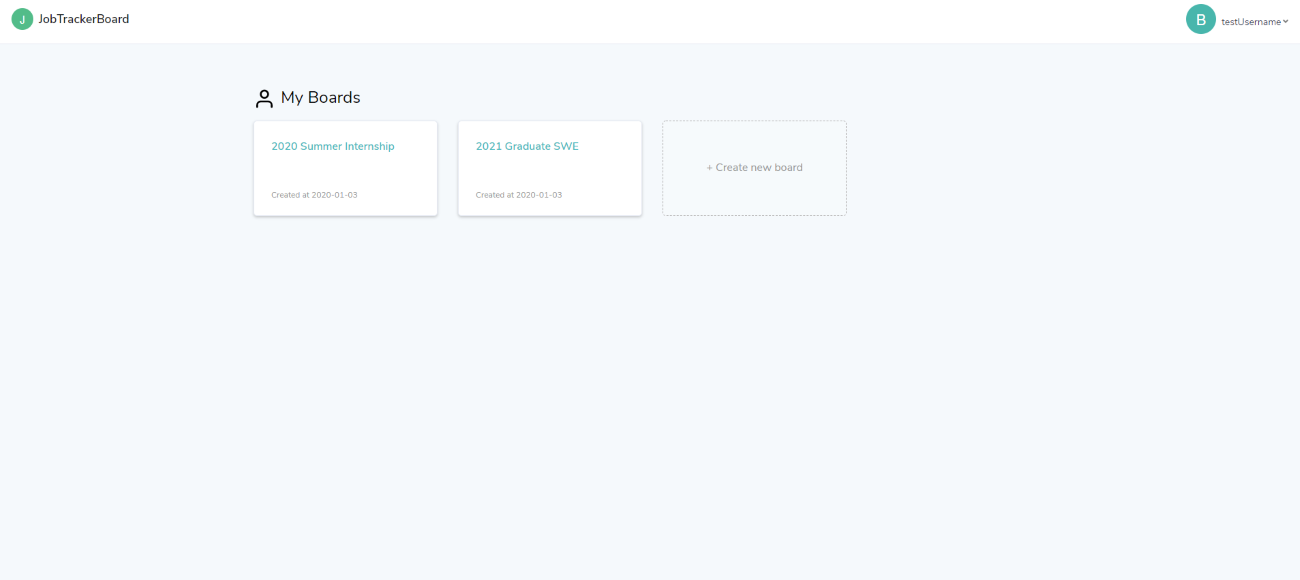 J JobTrackerBoard
B testUsername
My Boards
2020 Summer Internship
Created at 2020-01-03
2021 Graduate SWE
Created at 2020-01-03
+ Create new board